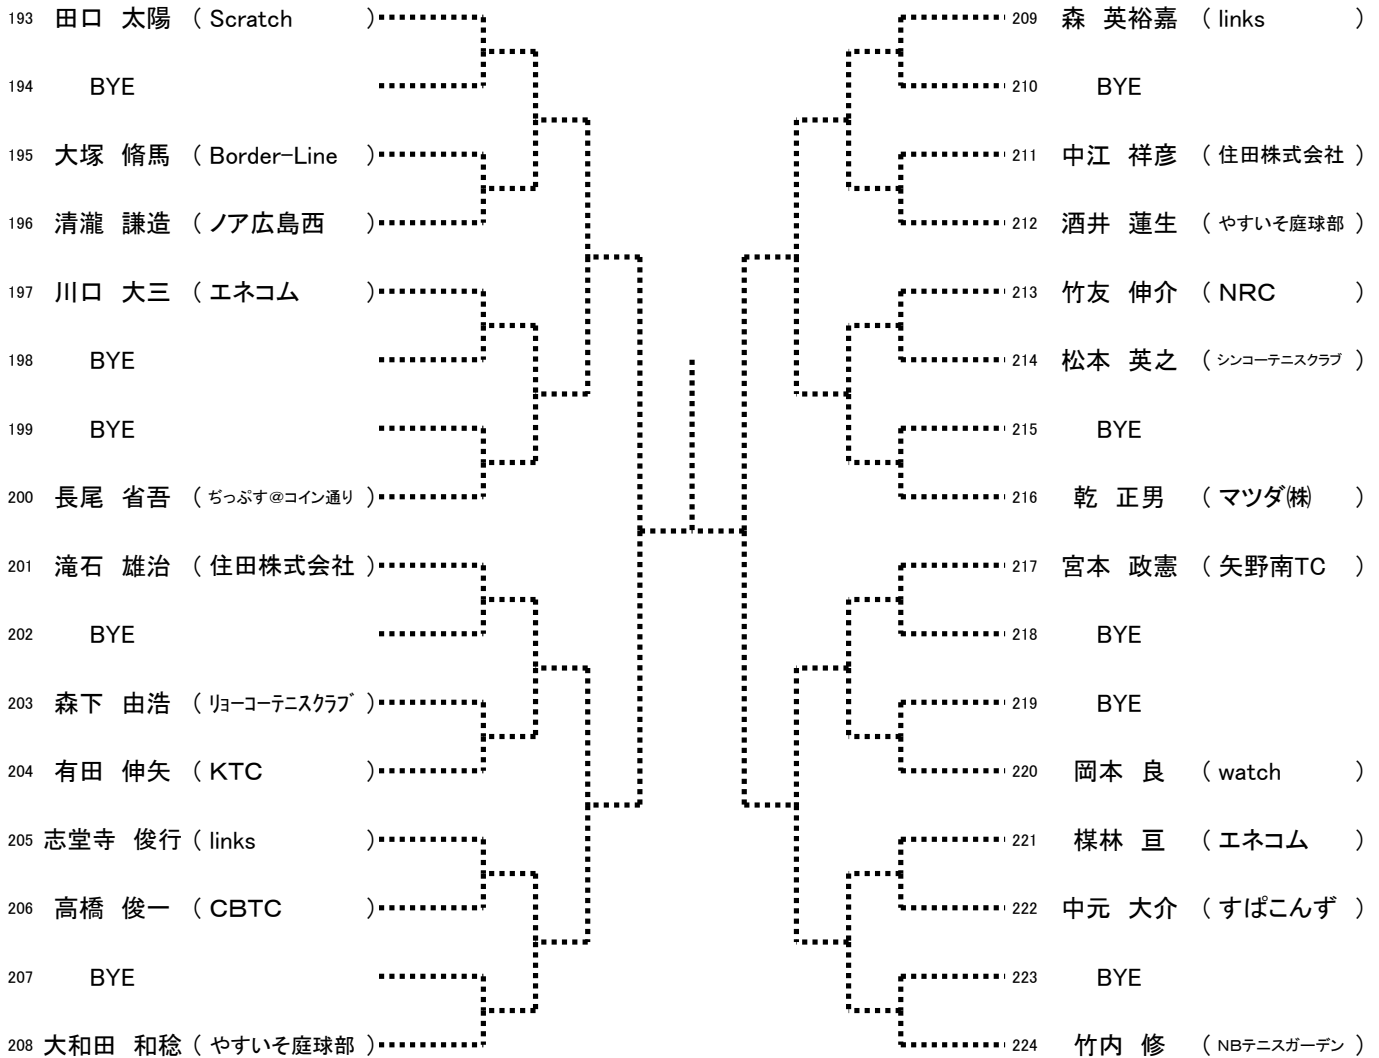 193 田口 太陽 ( Scratch )
194 BYE
195 大塚 脩馬 ( Border-Line )
196 清瀧 謙造 ( ノア広島西 )
197 川口 大三 ( エネコム )
198 BYE
199 BYE
200 長尾 省吾 ( ぢっぷす@コイン通り )
201 滝石 雄治 ( 住田株式会社 )
202 BYE
203 森下 由浩 ( ﾘｮｰｺｰﾃﾆｽｸﾗﾌﾞ )
204 有田 伸矢 ( KTC )
205 志堂寺 俊行 ( links )
206 高橋 俊一 ( CBTC )
207 BYE
208 大和田 和稔 ( やすいそ庭球部 )
209 森 英裕嘉 ( links )
210 BYE
211 中江 祥彦 ( 住田株式会社 )
212 酒井 蓮生 ( やすいそ庭球部 )
213 竹友 伸介 ( NRC )
214 松本 英之 ( シンコーテニスクラブ )
215 BYE
216 乾 正男 ( マツダ㈱ )
217 宮本 政憲 ( 矢野南TC )
218 BYE
219 BYE
220 岡本 良 ( watch )
221 楳林 亘 ( エネコム )
222 中元 大介 ( すぱこんず )
223 BYE
224 竹内 修 ( NBテニスガーデン )